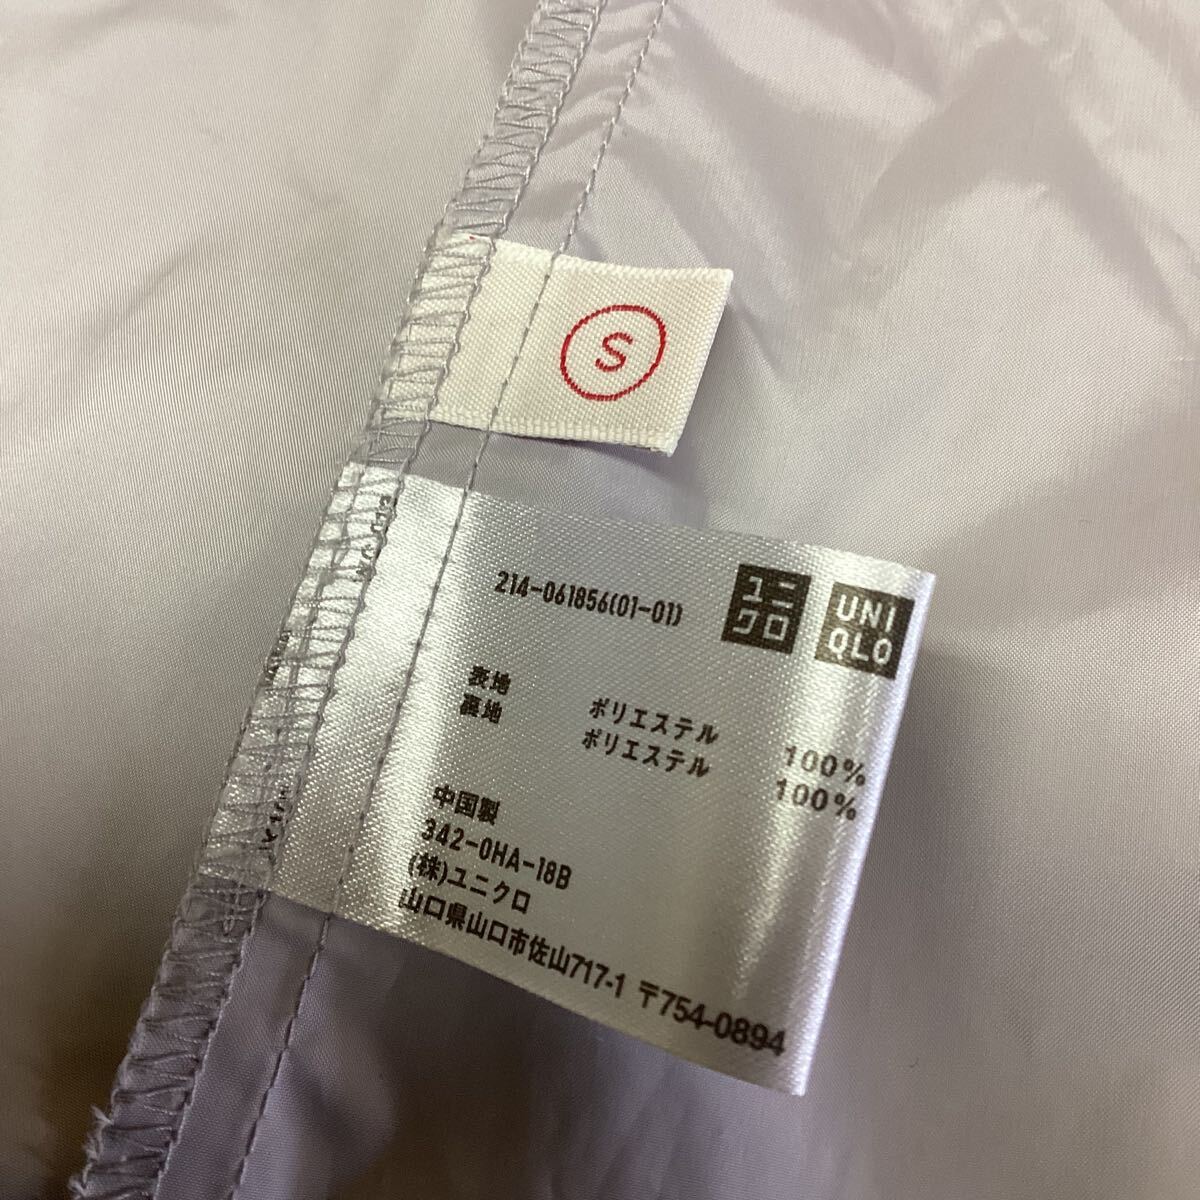 S
214-061856(01-01)
ユニ
クロ
UNI
QLO
表地 ポリエステル 100%
裏地 ポリエステル 100%
中国製
342-0HA-18B
(株)ユニクロ
山口県山口市佐山717-1 〒754-0894